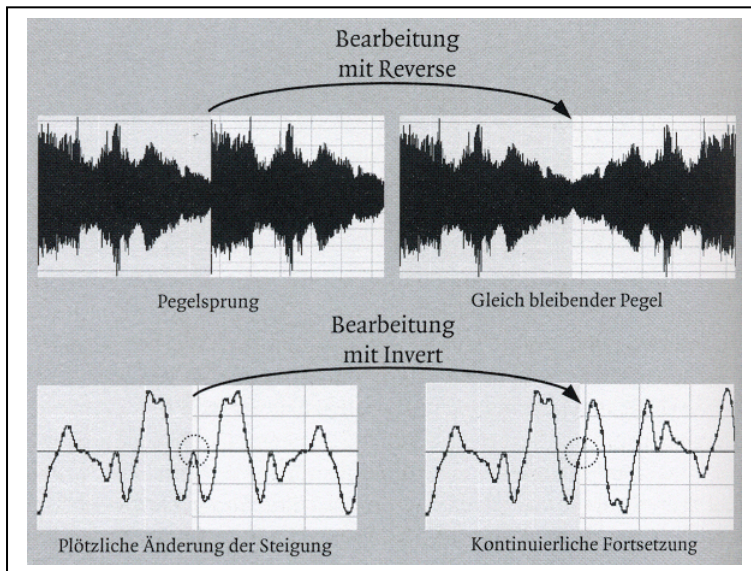 Bearbeitung
mit Reverse
Pegelsprung
Gleich bleibender Pegel
Bearbeitung
mit Invert
Plötzliche Änderung der Steigung
Kontinuierliche Fortsetzung